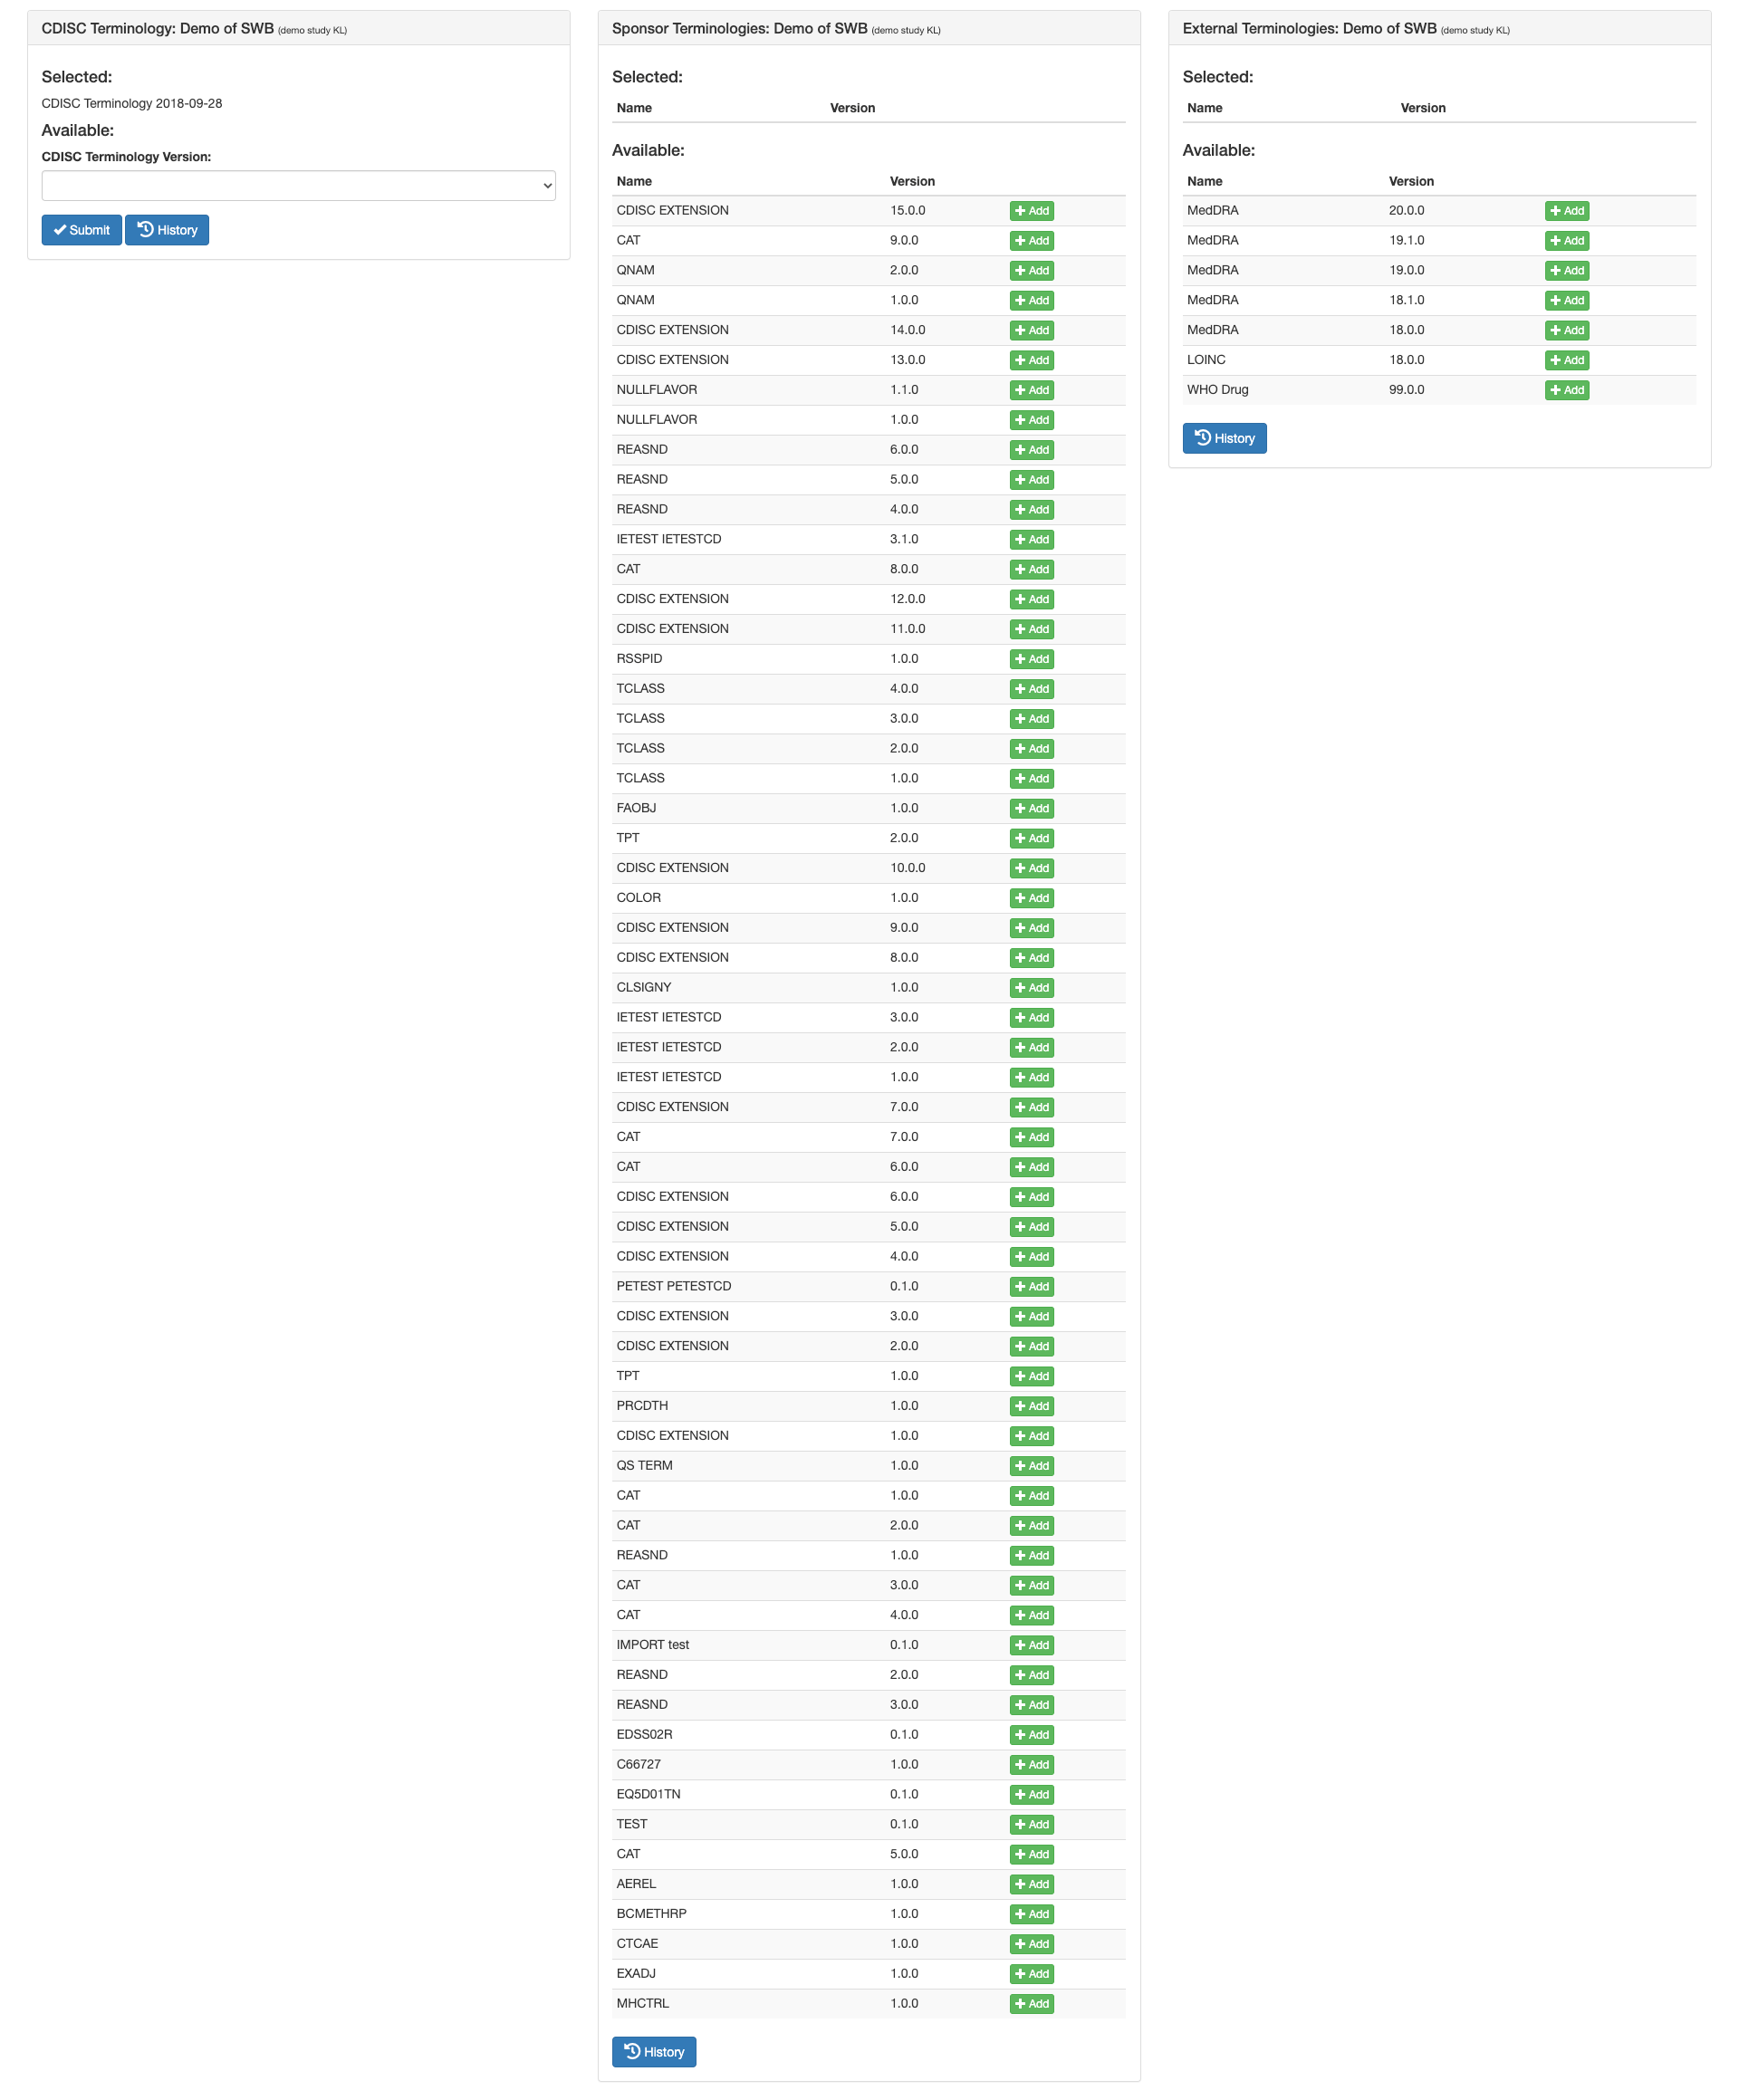 CDISC Terminology: Demo of SWB (demo study KL)
Selected:
CDISC Terminology 2018-09-28
Available:
CDISC Terminology Version:
Submit History
Sponsor Terminologies: Demo of SWB (demo study KL)
Selected:
Name Version
Available:
Name Version
CDISC EXTENSION 15.0.0 Add
CAT 9.0.0 Add
QNAM 2.0.0 Add
QNAM 1.0.0 Add
CDISC EXTENSION 14.0.0 Add
CDISC EXTENSION 13.0.0 Add
NULLFLAVOR 1.1.0 Add
NULLFLAVOR 1.0.0 Add
REASND 6.0.0 Add
REASND 5.0.0 Add
REASND 4.0.0 Add
IETEST IETESTCD 3.1.0 Add
CAT 8.0.0 Add
CDISC EXTENSION 12.0.0 Add
CDISC EXTENSION 11.0.0 Add
RSSPID 1.0.0 Add
TCLASS 4.0.0 Add
TCLASS 3.0.0 Add
TCLASS 2.0.0 Add
TCLASS 1.0.0 Add
FAOBJ 1.0.0 Add
TPT 2.0.0 Add
CDISC EXTENSION 10.0.0 Add
COLOR 1.0.0 Add
CDISC EXTENSION 9.0.0 Add
CDISC EXTENSION 8.0.0 Add
CLSIGNY 1.0.0 Add
IETEST IETESTCD 3.0.0 Add
IETEST IETESTCD 2.0.0 Add
IETEST IETESTCD 1.0.0 Add
CDISC EXTENSION 7.0.0 Add
CAT 7.0.0 Add
CAT 6.0.0 Add
CDISC EXTENSION 6.0.0 Add
CDISC EXTENSION 5.0.0 Add
CDISC EXTENSION 4.0.0 Add
PETEST PETESTCD 0.1.0 Add
CDISC EXTENSION 3.0.0 Add
CDISC EXTENSION 2.0.0 Add
TPT 1.0.0 Add
PRCDTH 1.0.0 Add
CDISC EXTENSION 1.0.0 Add
QS TERM 1.0.0 Add
CAT 1.0.0 Add
CAT 2.0.0 Add
REASND 1.0.0 Add
CAT 3.0.0 Add
CAT 4.0.0 Add
IMPORT test 0.1.0 Add
REASND 2.0.0 Add
REASND 3.0.0 Add
EDSS02R 0.1.0 Add
C66727 1.0.0 Add
EQ5D01TN 0.1.0 Add
TEST 0.1.0 Add
CAT 5.0.0 Add
AEREL 1.0.0 Add
BCMETHRP 1.0.0 Add
CTCAE 1.0.0 Add
EXADJ 1.0.0 Add
MHCTRL 1.0.0 Add
History
External Terminologies: Demo of SWB (demo study KL)
Selected:
Name Version
Available:
Name Version
MedDRA 20.0.0 Add
MedDRA 19.1.0 Add
MedDRA 19.0.0 Add
MedDRA 18.1.0 Add
MedDRA 18.0.0 Add
LOINC 18.0.0 Add
WHO Drug 99.0.0 Add
History